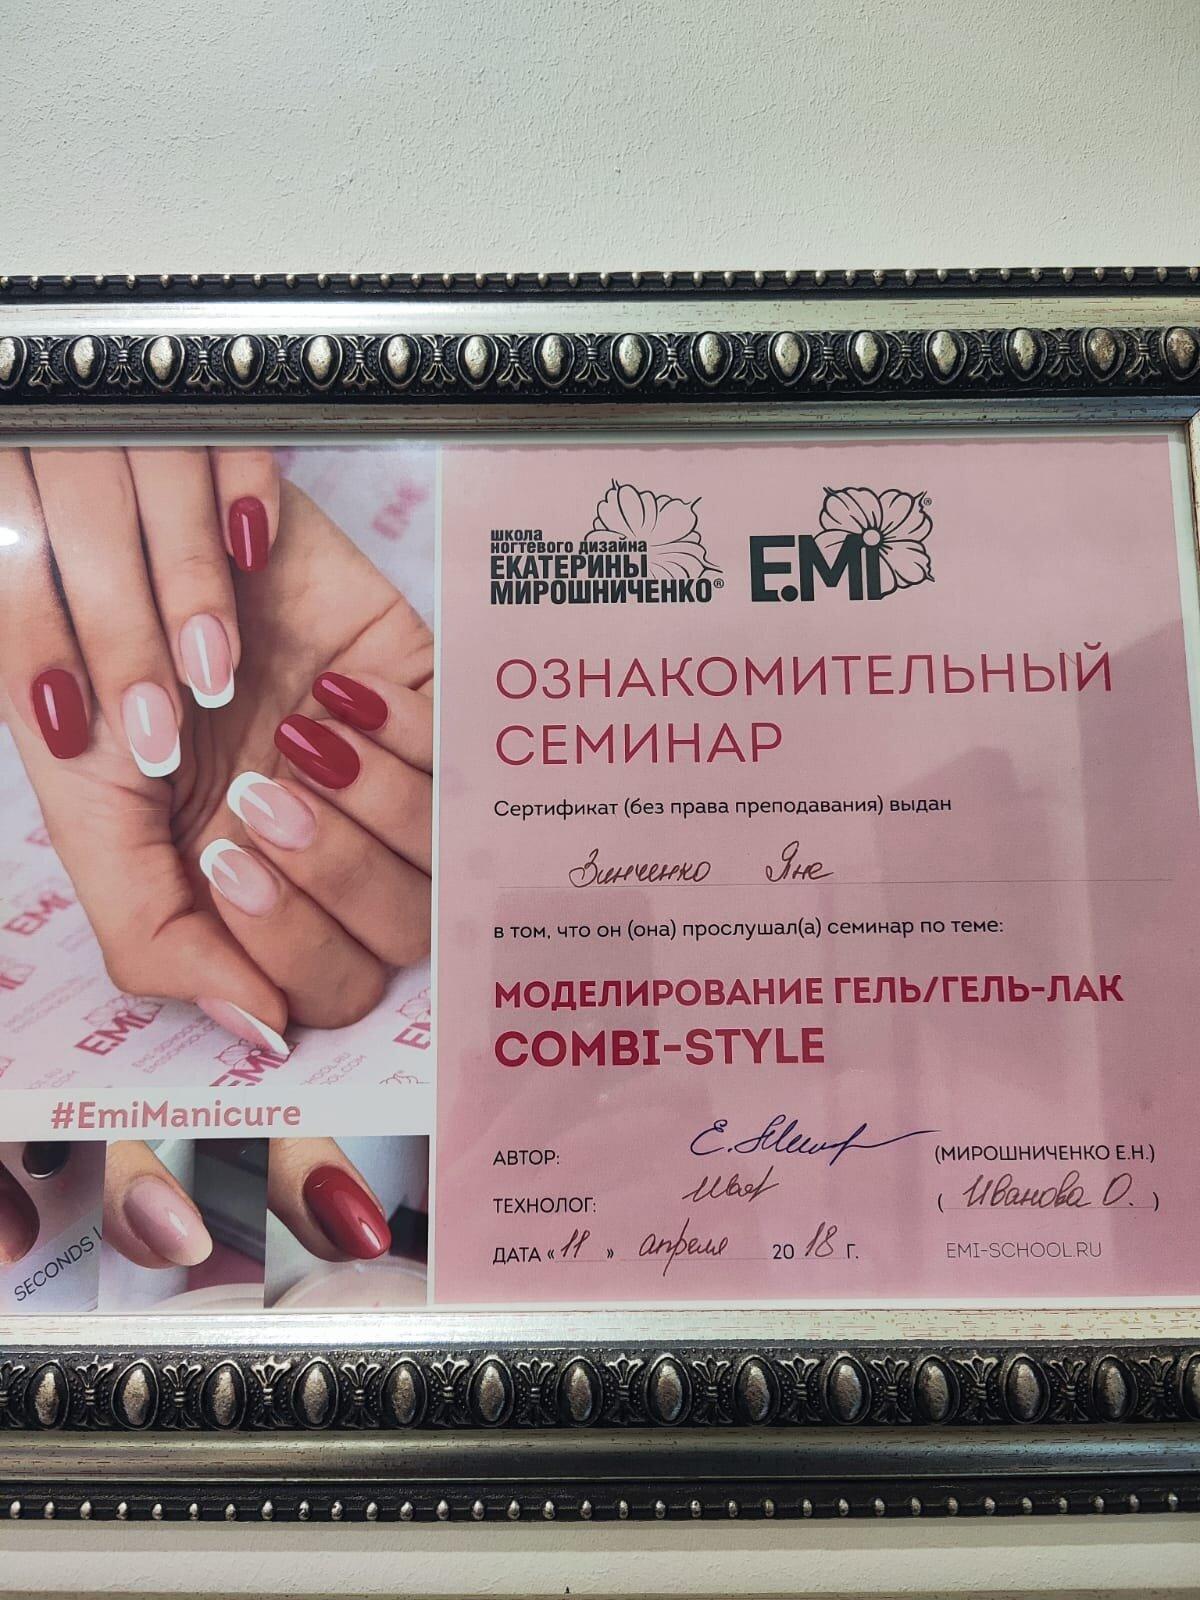 школа
ногтевого дизайна
ЕКАТЕРИНЫ
МИРОШНИЧЕНКО®
E.Mi®
ОЗНАКОМИТЕЛЬНЫЙ
СЕМИНАР
Сертификат (без права преподавания) выдан
Зинченко Яне
в том, что он (она) прослушал(а) семинар по теме:
МОДЕЛИРОВАНИЕ ГЕЛЬ/ГЕЛЬ-ЛАК
COMBI-STYLE
#EmiManicure
SECONDS
АВТОР: (МИРОШНИЧЕНКО Е.Н.)
ТЕХНОЛОГ: ( Иванова О. )
ДАТА « 11 » апреля 20 18 г. EMI-SCHOOL.RU